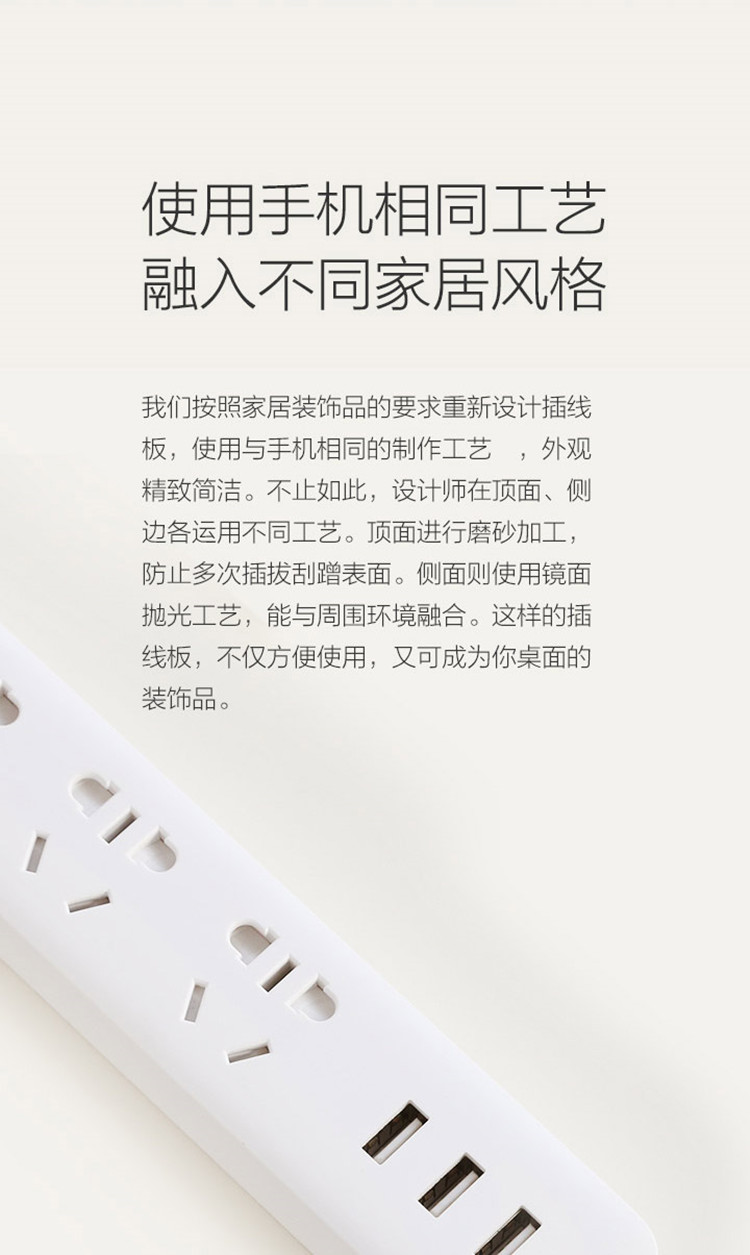 使用手机相同工艺
融入不同家居风格
我们按照家居装饰品的要求重新设计插线
板，使用与手机相同的制作工艺　，外观
精致简洁。不止如此，设计师在顶面、侧
边各运用不同工艺。顶面进行磨砂加工，
防止多次插拔刮蹭表面。侧面则使用镜面
抛光工艺，能与周围环境融合。这样的插
线板，不仅方便使用，又可成为你桌面的
装饰品。